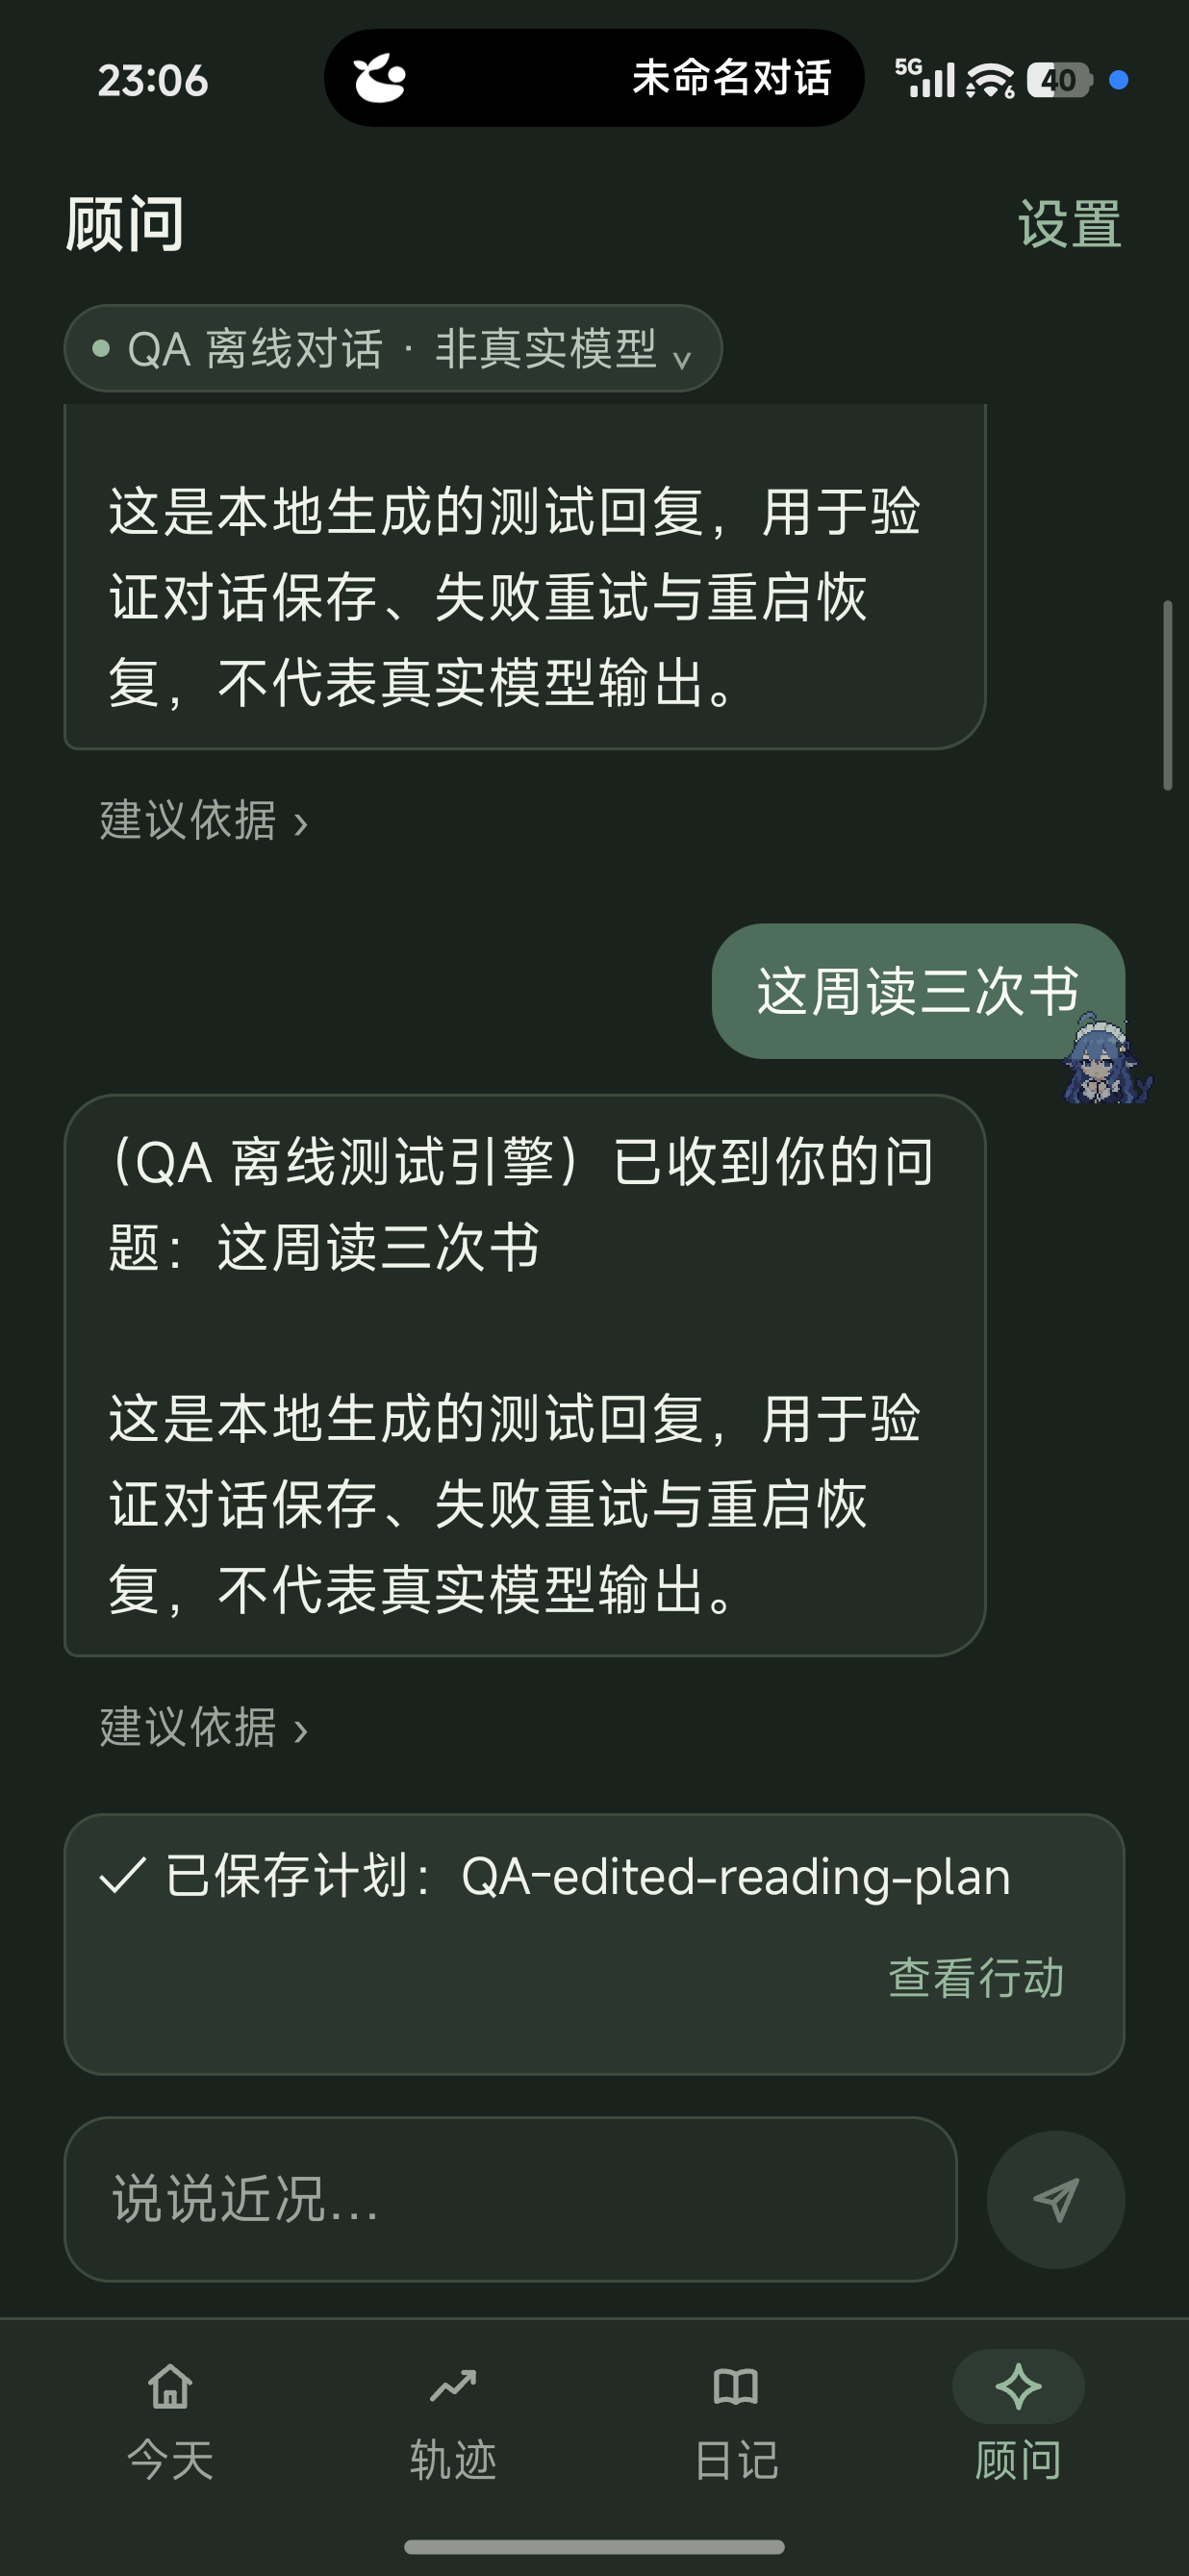 23:06
未命名对话
5G
6
40
顾问
设置
QA 离线对话 · 非真实模型
这是本地生成的测试回复，用于验
证对话保存、失败重试与重启恢
复，不代表真实模型输出。
建议依据 ›
这周读三次书
（QA 离线测试引擎）已收到你的问
题：这周读三次书
这是本地生成的测试回复，用于验
证对话保存、失败重试与重启恢
复，不代表真实模型输出。
建议依据 ›
✓ 已保存计划：QA-edited-reading-plan
查看行动
说说近况...
今天
轨迹
日记
顾问